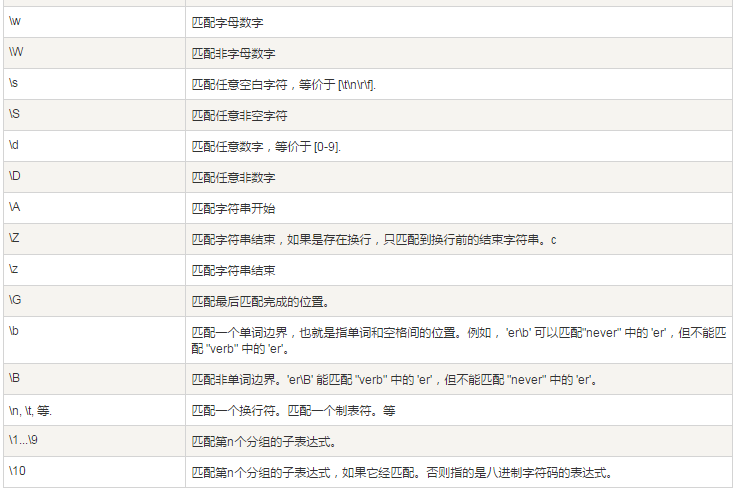 \w 匹配字母数字
\W 匹配非字母数字
\s 匹配任意空白字符，等价于 [\t\n\r\f].
\S 匹配任意非空字符
\d 匹配任意数字，等价于 [0-9].
\D 匹配任意非数字
\A 匹配字符串开始
\Z 匹配字符串结束，如果是存在换行，只匹配到换行前的结束字符串。c
\z 匹配字符串结束
\G 匹配最后匹配完成的位置。
\b 匹配一个单词边界，也就是指单词和空格间的位置。例如， 'er\b' 可以匹配"never" 中的 'er'，但不能匹
配 "verb" 中的 'er'。
\B 匹配非单词边界。'er\B' 能匹配 "verb" 中的 'er'，但不能匹配 "never" 中的 'er'。
\n, \t, 等. 匹配一个换行符。匹配一个制表符。等
\1...\9 匹配第n个分组的子表达式。
\10 匹配第n个分组的子表达式，如果它经匹配。否则指的是八进制字符码的表达式。